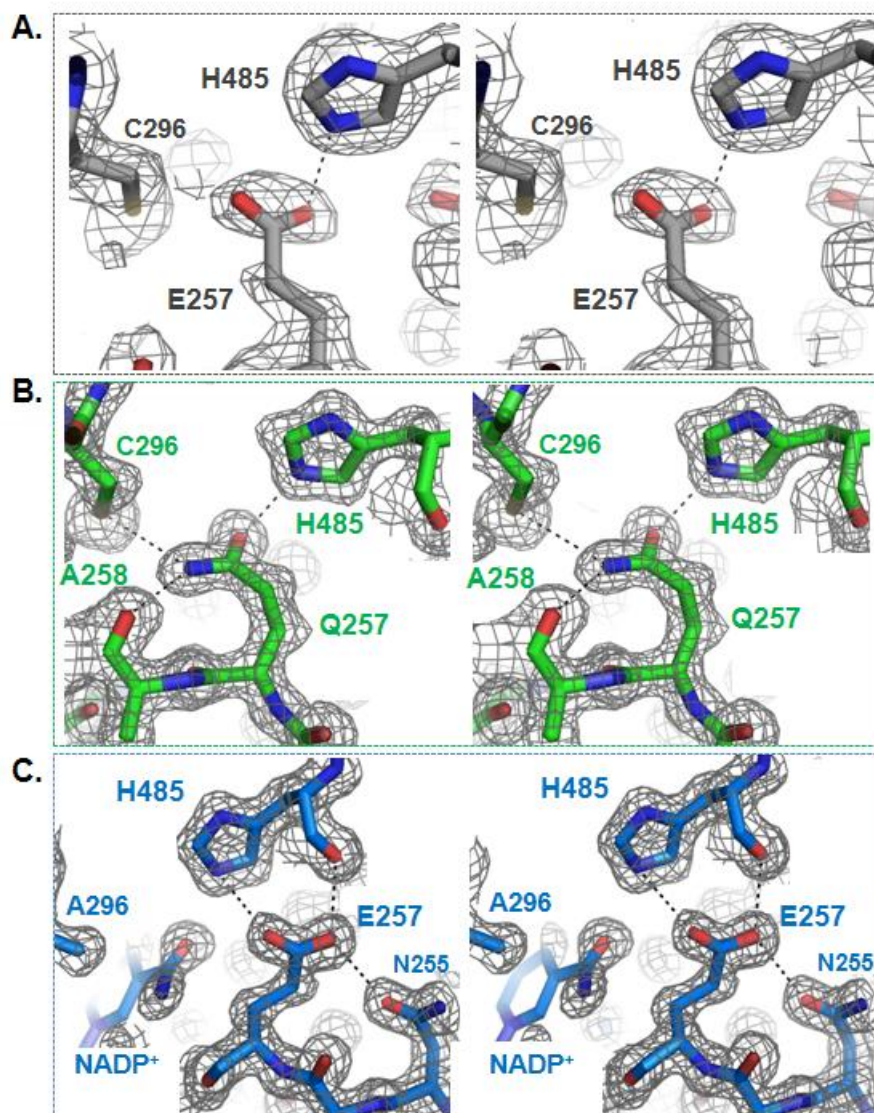 A.
H485 H485
C296 C296
E257 E257
B.
C296 C296
H485 H485
A258 A258
Q257 Q257
C.
H485 H485
A296 E257 A296 E257
N255 N255
NADP⁺ NADP⁺